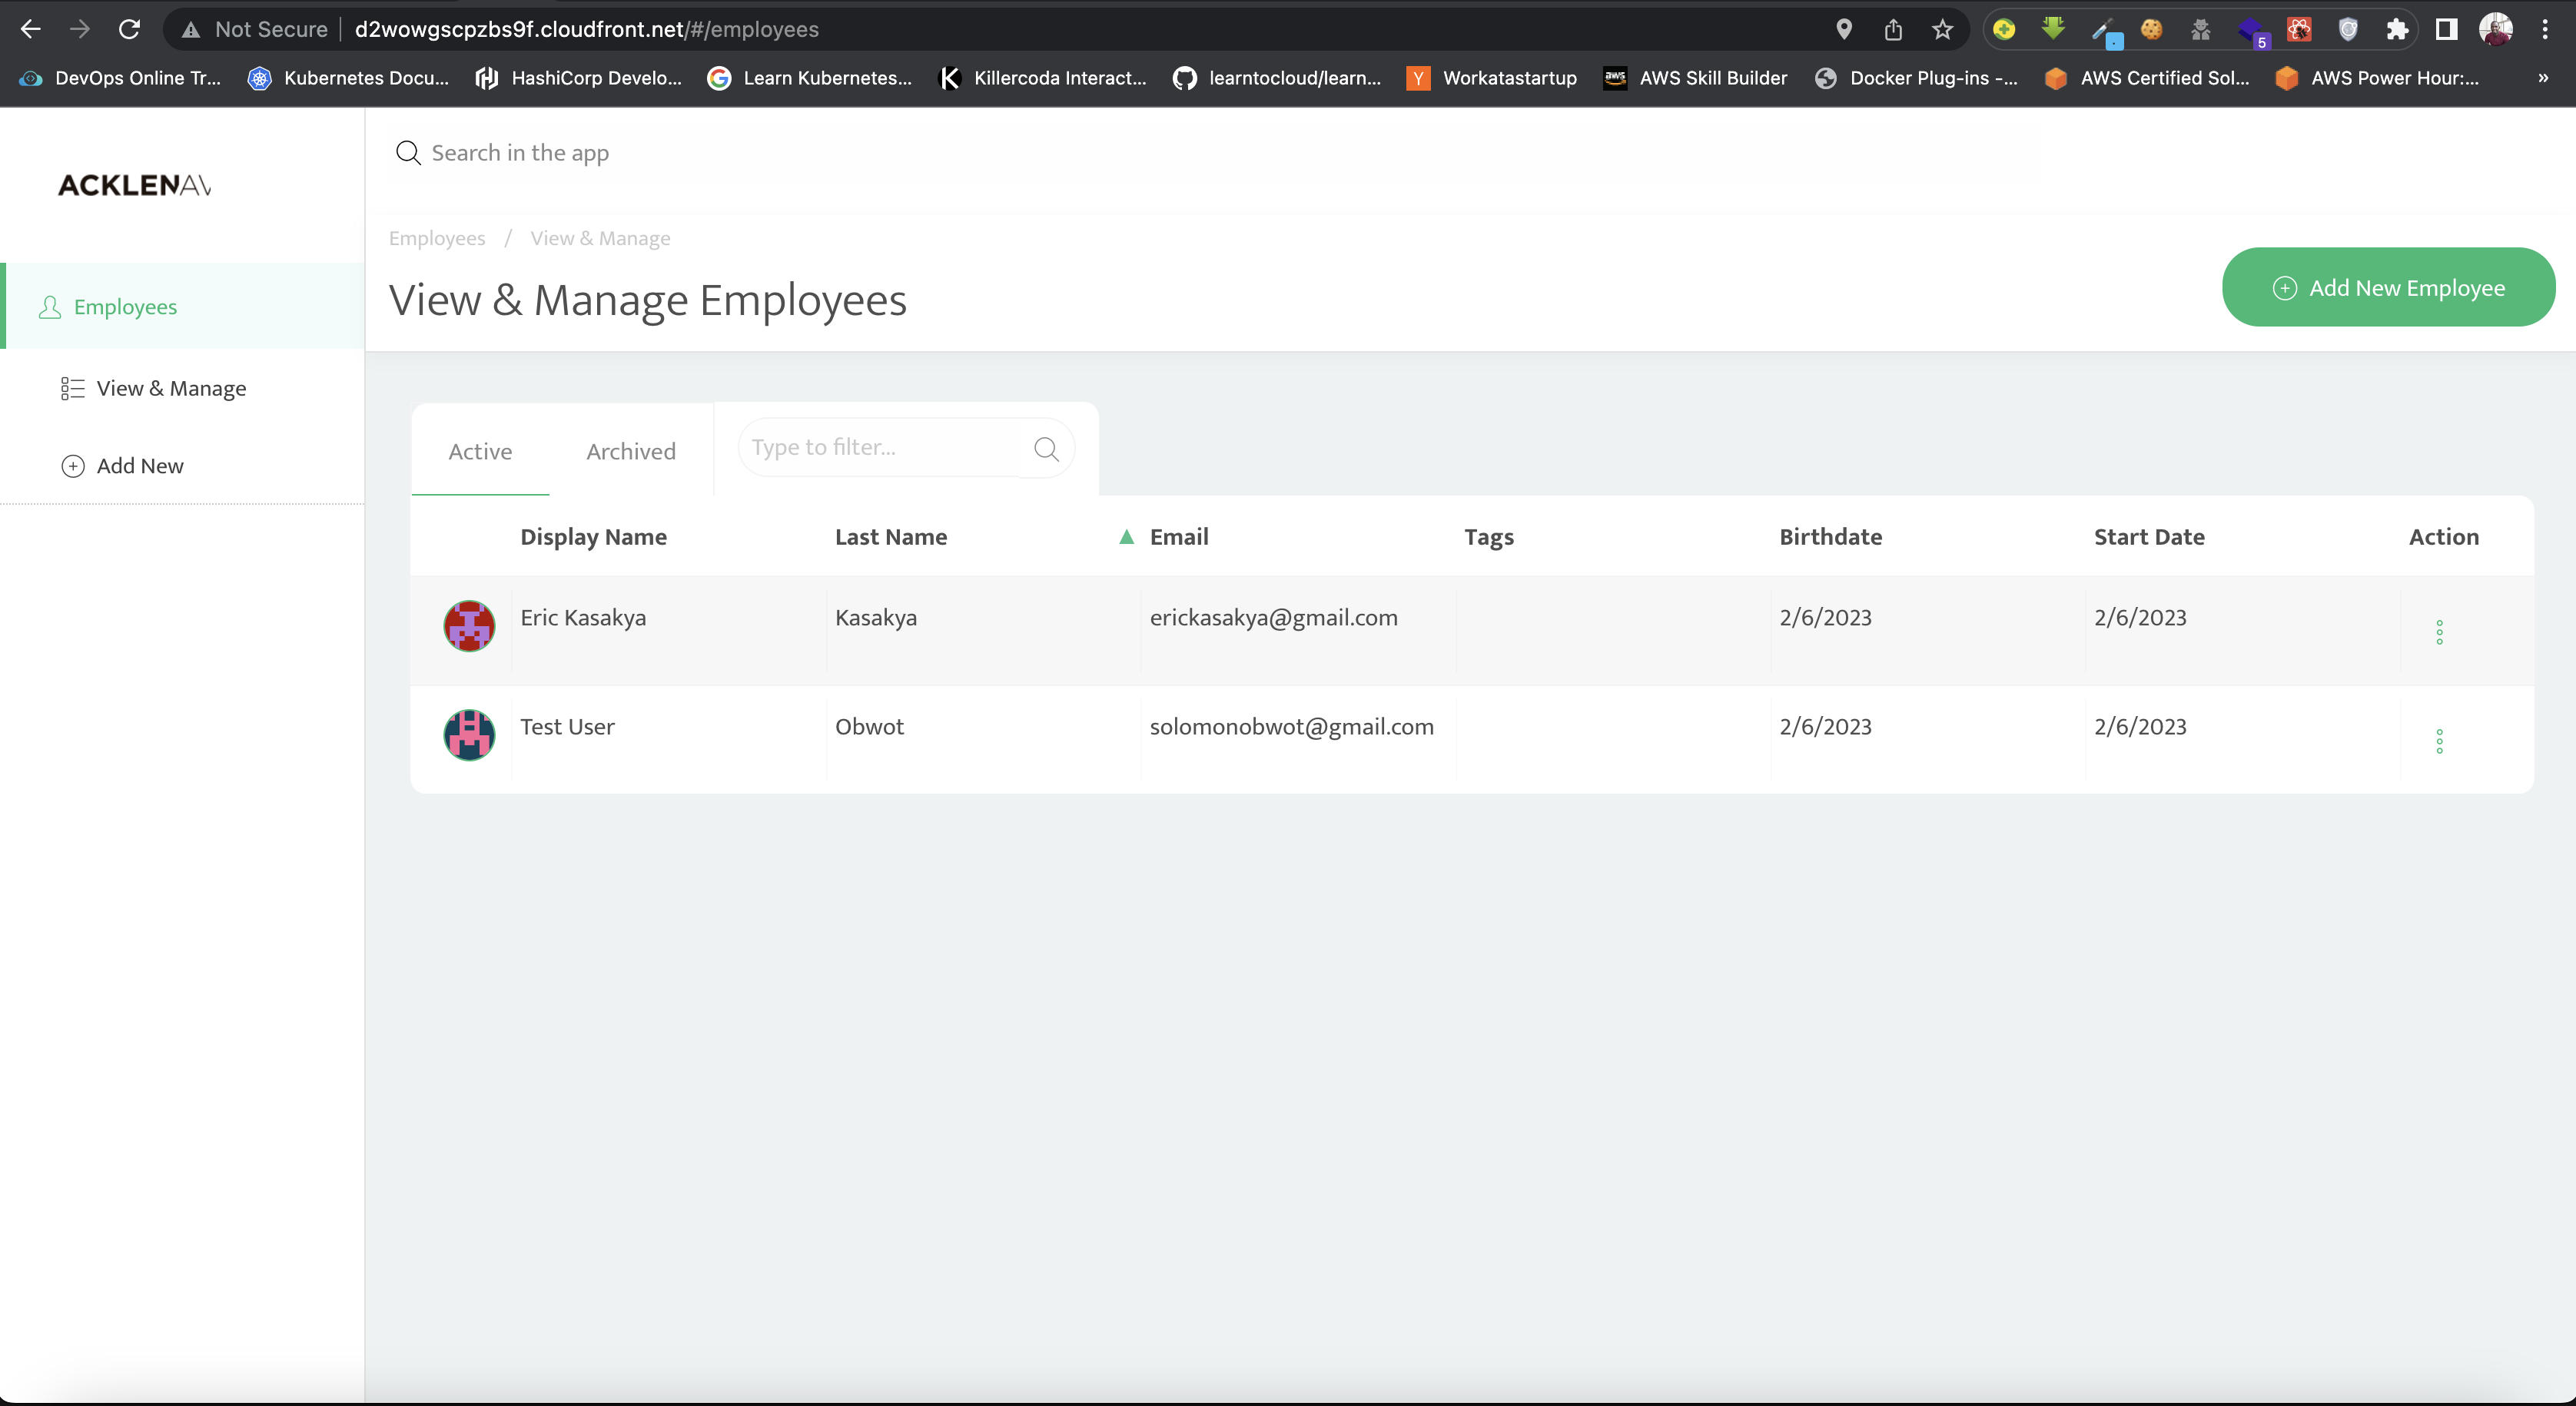 Not Secure d2wowgscpzbs9f.cloudfront.net/#/employees
5
DevOps Online Tr... Kubernetes Docu... HashiCorp Develo... Learn Kubernetes... Killercoda Interact... learntocloud/learn... Workatastartup AWS Skill Builder Docker Plug-ins -... AWS Certified Sol... AWS Power Hour:... »
Search in the app
ACKLENAV
Employees / View & Manage
View & Manage Employees
Add New Employee
Employees
View & Manage
Add New
Active Archived Type to filter...
Display Name Last Name Email Tags Birthdate Start Date Action
Eric Kasakya Kasakya erickasakya@gmail.com 2/6/2023 2/6/2023
Test User Obwot solomonobwot@gmail.com 2/6/2023 2/6/2023